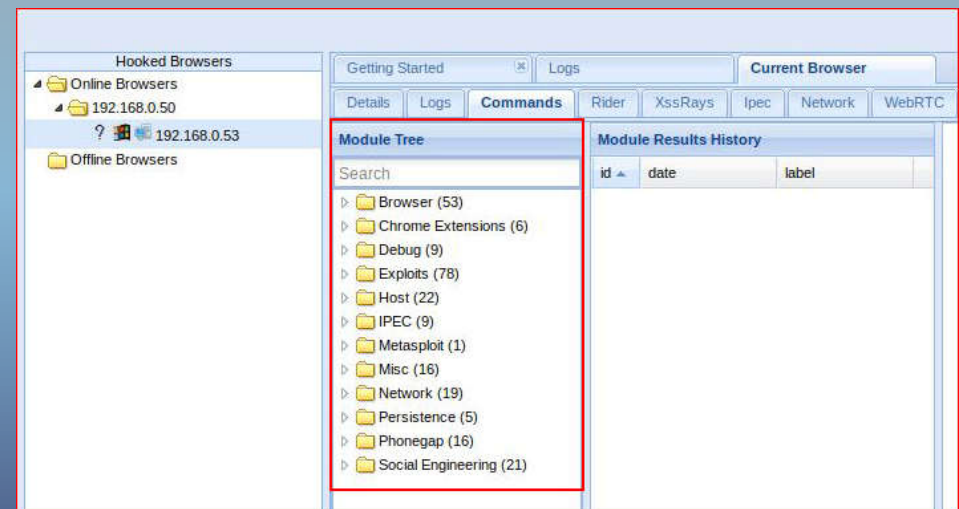 Hooked Browsers
Online Browsers
192.168.0.50
? 192.168.0.53
Offline Browsers
Getting Started Logs Current Browser
Details Logs Commands Rider XssRays Ipec Network WebRTC
Module Tree
Search
Browser (53)
Chrome Extensions (6)
Debug (9)
Exploits (78)
Host (22)
IPEC (9)
Metasploit (1)
Misc (16)
Network (19)
Persistence (5)
Phonegap (16)
Social Engineering (21)
Module Results History
id date label